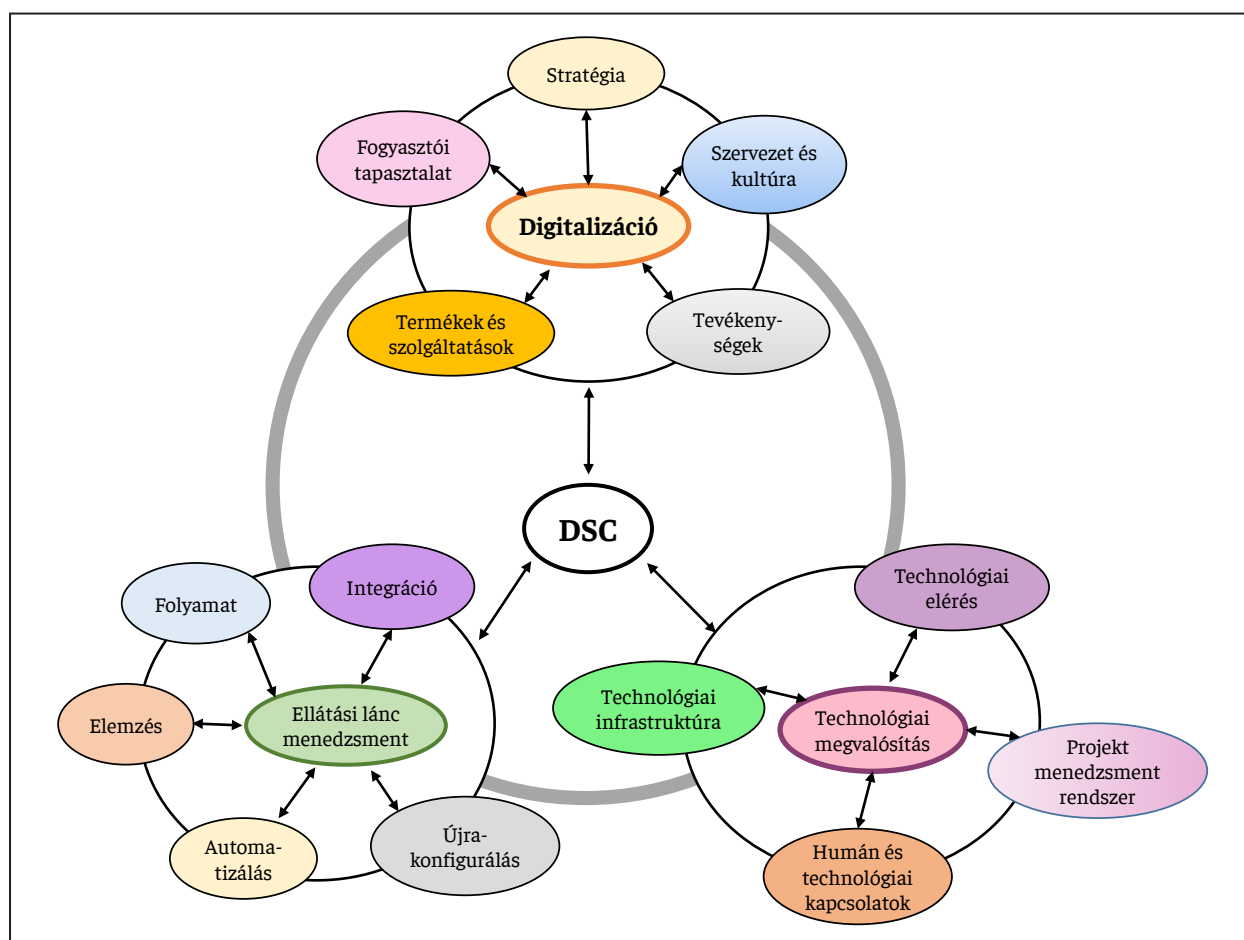 Stratégia
Fogyasztói
tapasztalat
Szervezet és
kultúra
Digitalizáció
Termékek és
szolgáltatások
Tevékeny-
ségek
DSC
Folyamat
Integráció
Elemzés
Ellátási lánc
menedzsment
Automa-
tizálás
Újra-
konfigurálás
Technológiai
elérés
Technológiai
infrastruktúra
Technológiai
megvalósítás
Projekt
menedzsment
rendszer
Humán és
technológiai
kapcsolatok